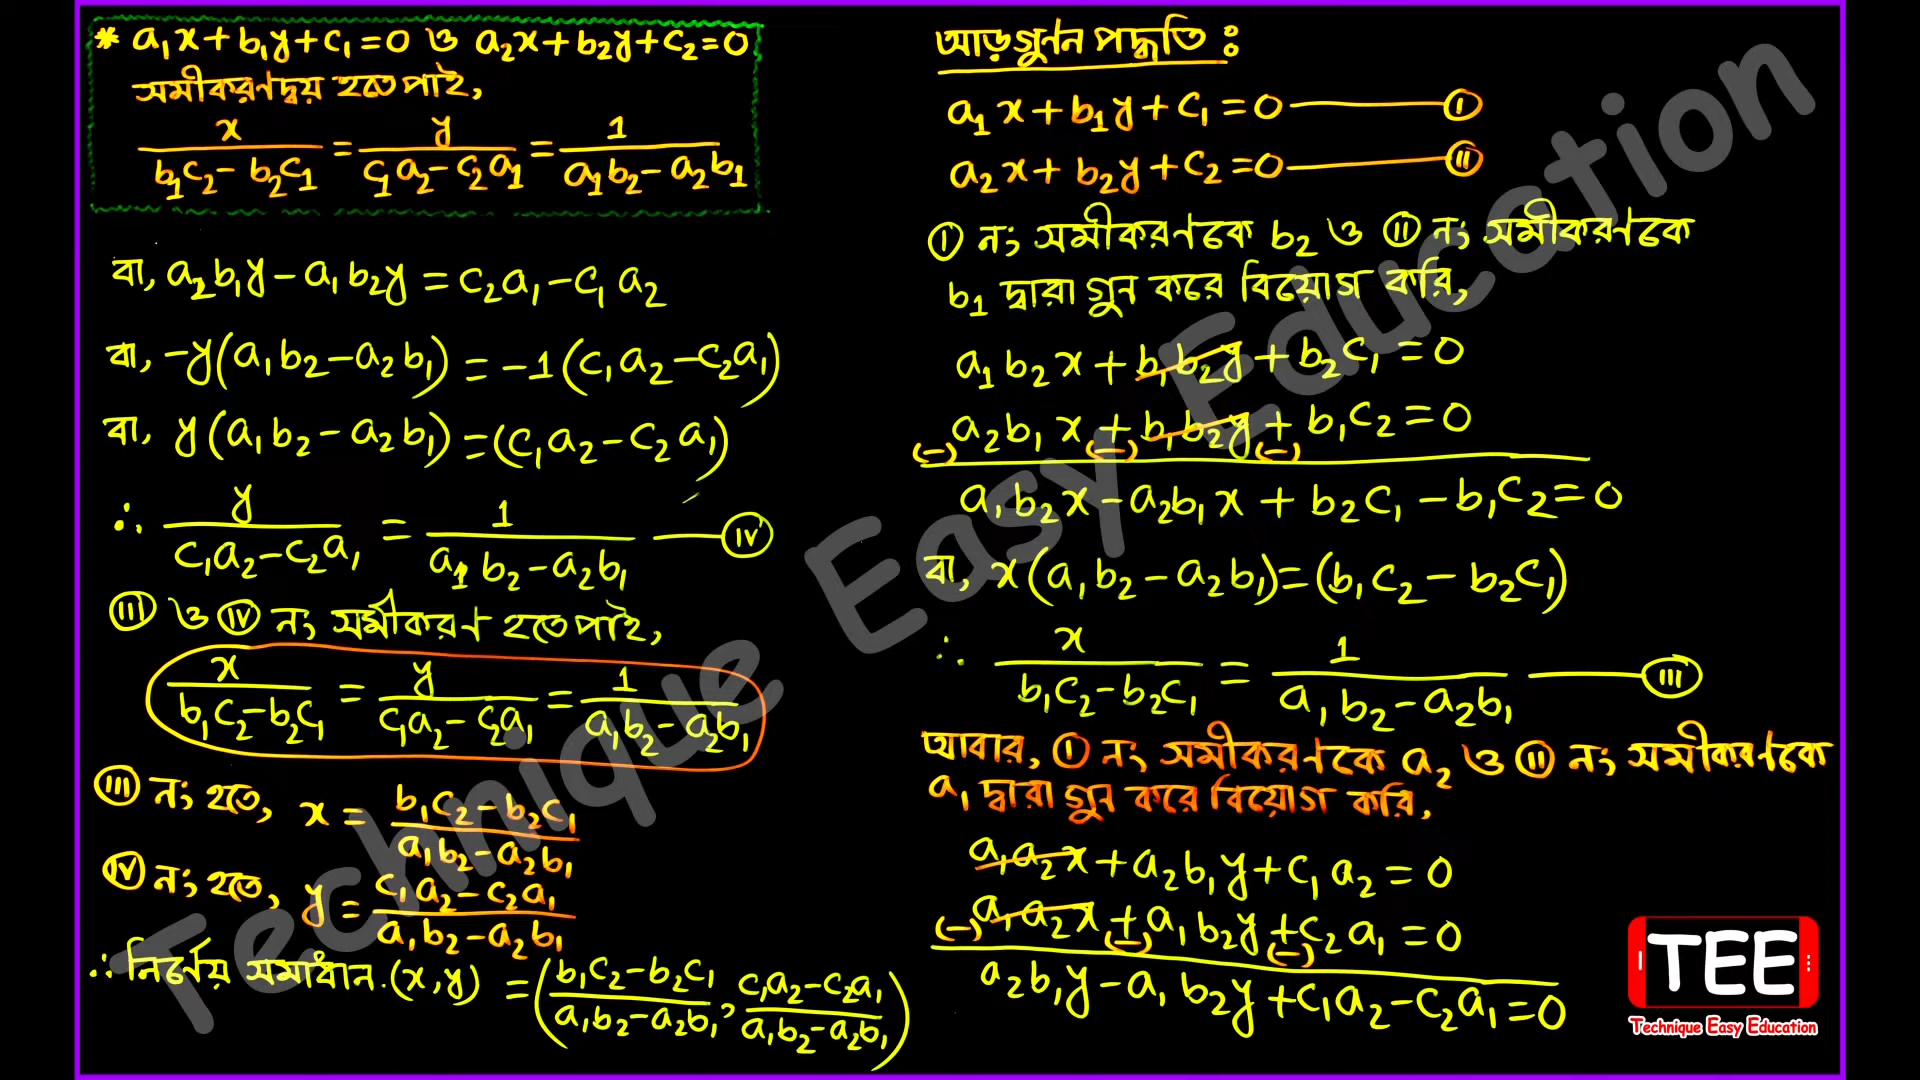 * a₁x+b₁y+c₁=0 ও a₂x+b₂y+c₂=0
সমীকরণদ্বয় হতে পাই,
x/(b₁c₂-b₂c₁) = y/(c₁a₂-c₂a₁) = 1/(a₁b₂-a₂b₁)
বা, a₂b₁y-a₁b₂y = c₂a₁-c₁a₂
বা, -y(a₁b₂-a₂b₁) = -1(c₁a₂-c₂a₁)
বা, y(a₁b₂-a₂b₁) = (c₁a₂-c₂a₁)
∴ y/(c₁a₂-c₂a₁) = 1/(a₁b₂-a₂b₁) — (iv)
(iii) ও (iv) নং সমীকরণ হতে পাই,
x/(b₁c₂-b₂c₁) = y/(c₁a₂-c₂a₁) = 1/(a₁b₂-a₂b₁)
(iii) নং হতে, x = (b₁c₂-b₂c₁)/(a₁b₂-a₂b₁)
(iv) নং হতে, y = (c₁a₂-c₂a₁)/(a₁b₂-a₂b₁)
∴ নির্ণেয় সমাধান.(x,y) = ((b₁c₂-b₂c₁)/(a₁b₂-a₂b₁), (c₁a₂-c₂a₁)/(a₁b₂-a₂b₁))
আড়গুনন পদ্ধতি :
a₁x+b₁y+c₁=0 — (i)
a₂x+b₂y+c₂=0 — (ii)
(i) নং সমীকরণকে b₂ ও (ii) নং সমীকরণকে
b₁ দ্বারা গুন করে বিয়োগ করি,
a₁b₂x+b₁b₂y+b₂c₁=0
a₂b₁x+b₁b₂y+b₁c₂=0
(-) (-) (-)
a₁b₂x-a₂b₁x+b₂c₁-b₁c₂=0
বা, x(a₁b₂-a₂b₁)=(b₁c₂-b₂c₁)
∴ x/(b₁c₂-b₂c₁) = 1/(a₁b₂-a₂b₁) — (iii)
আবার, (i) নং সমীকরণকে a₂ ও (ii) নং সমীকরণকে
a₁ দ্বারা গুন করে বিয়োগ করি,
a₁a₂x+a₂b₁y+c₁a₂=0
a₁a₂x+a₁b₂y+c₂a₁=0
(-) (-) (-)
a₂b₁y-a₁b₂y+c₁a₂-c₂a₁=0
Technique Easy Education
TEE
Technique Easy Education